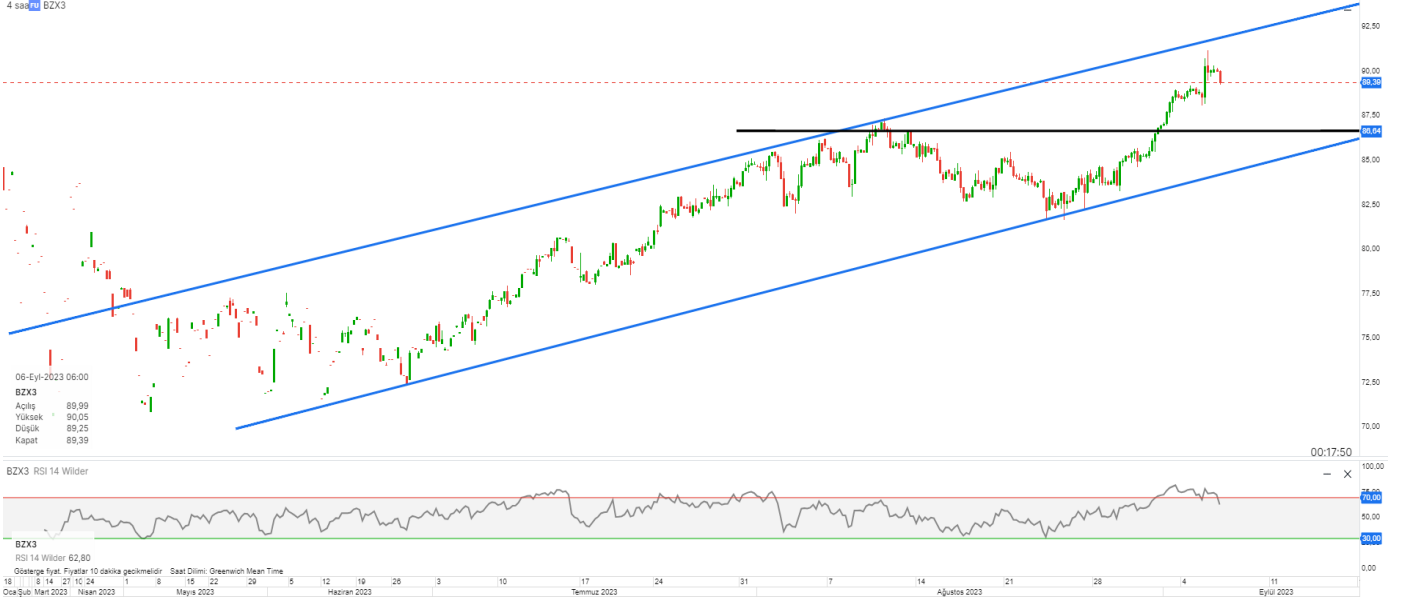 4 saa FU BZX3
92,50
90,00
89,39
87,50
86,64
85,00
82,50
80,00
77,50
75,00
72,50
70,00
06-Eyl-2023 06:00
BZX3
Açılış 89,99
Yüksek 90,05
Düşük 89,25
Kapat 89,39
00:17:50
BZX3 RSI 14 Wilder
100,00
70,00
50,00
30,00
0,00
BZX3
RSI 14 Wilder 62,80
Gösterge fiyat. Fiyatlar 10 dakika gecikmelidir Saat Dilimi: Greenwich Mean Time
18 8 14 27 10 24 1 8 15 22 29 5 12 19 26 3 10 17 24 31 7 14 21 28 4 11
Oca Şub Mart 2023 Nisan 2023 Mayıs 2023 Haziran 2023 Temmuz 2023 Ağustos 2023 Eylül 2023